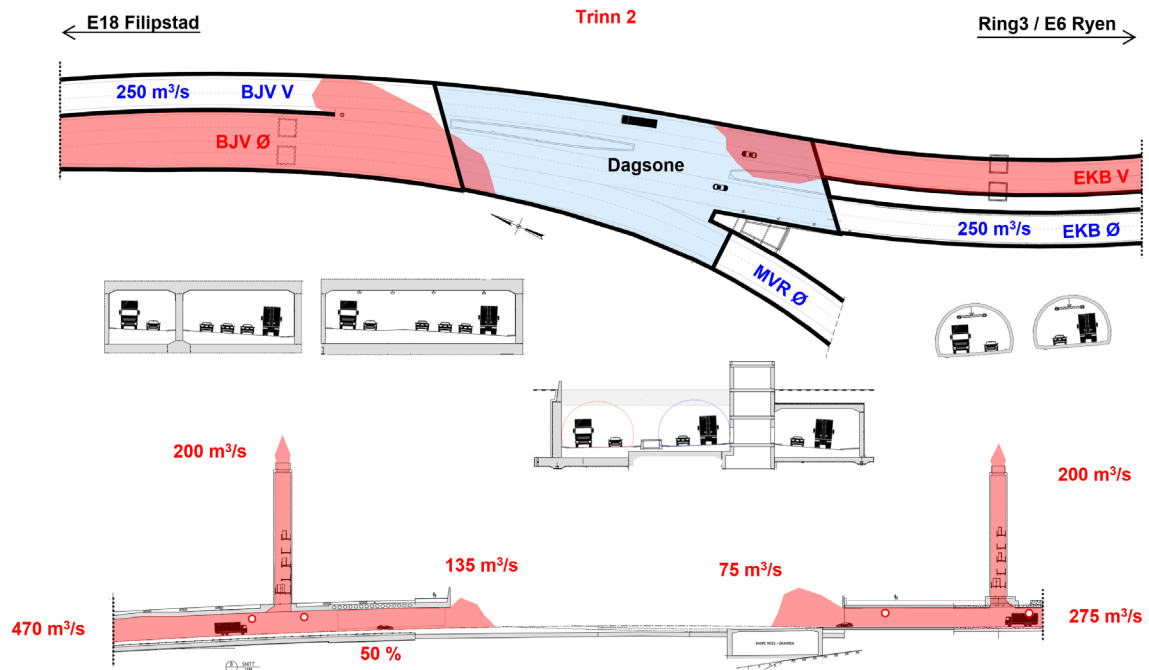 Trinn 2
E18 Filipstad
Ring3 / E6 Ryen
250 m³/s
BJV V
BJV Ø
Dagsone
EKB V
250 m³/s
EKB Ø
MVR Ø
200 m³/s
200 m³/s
135 m³/s
75 m³/s
470 m³/s
275 m³/s
50 %
SNITT